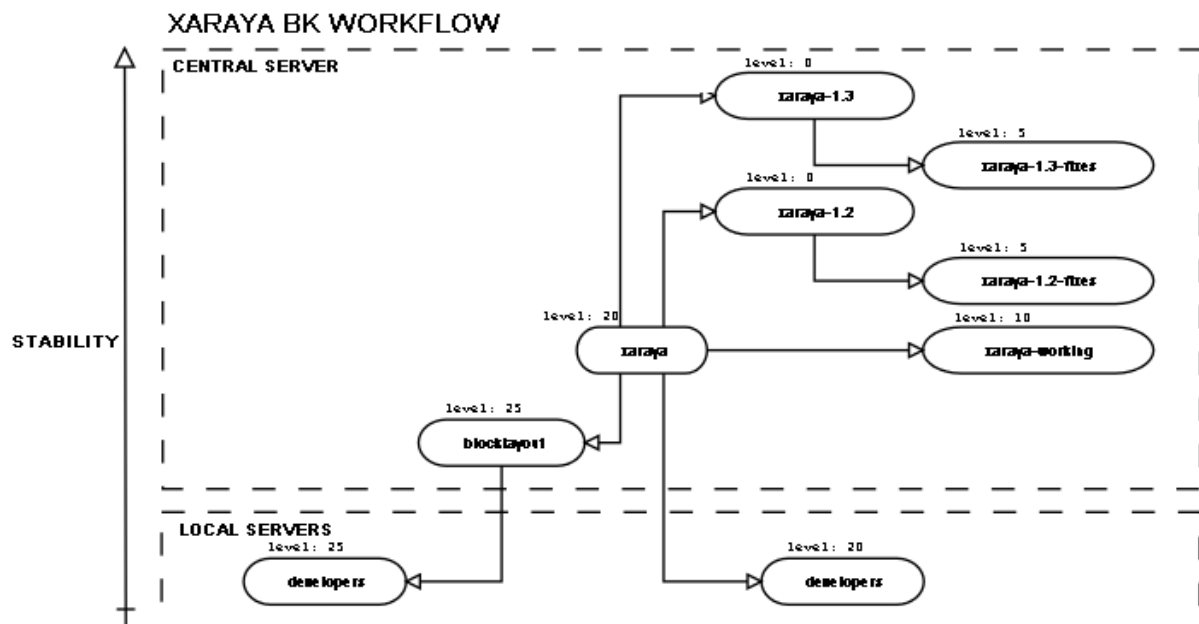 XARAYA BK WORKFLOW
CENTRAL SERVER
level: 0
xaraya-1.3
level: 5
xaraya-1.3-fixes
level: 0
xaraya-1.2
level: 5
xaraya-1.2-fixes
level: 20
level: 10
STABILITY
xaraya
xaraya-working
level: 25
blocklayout
LOCAL SERVERS
level: 25
level: 20
developers
developers